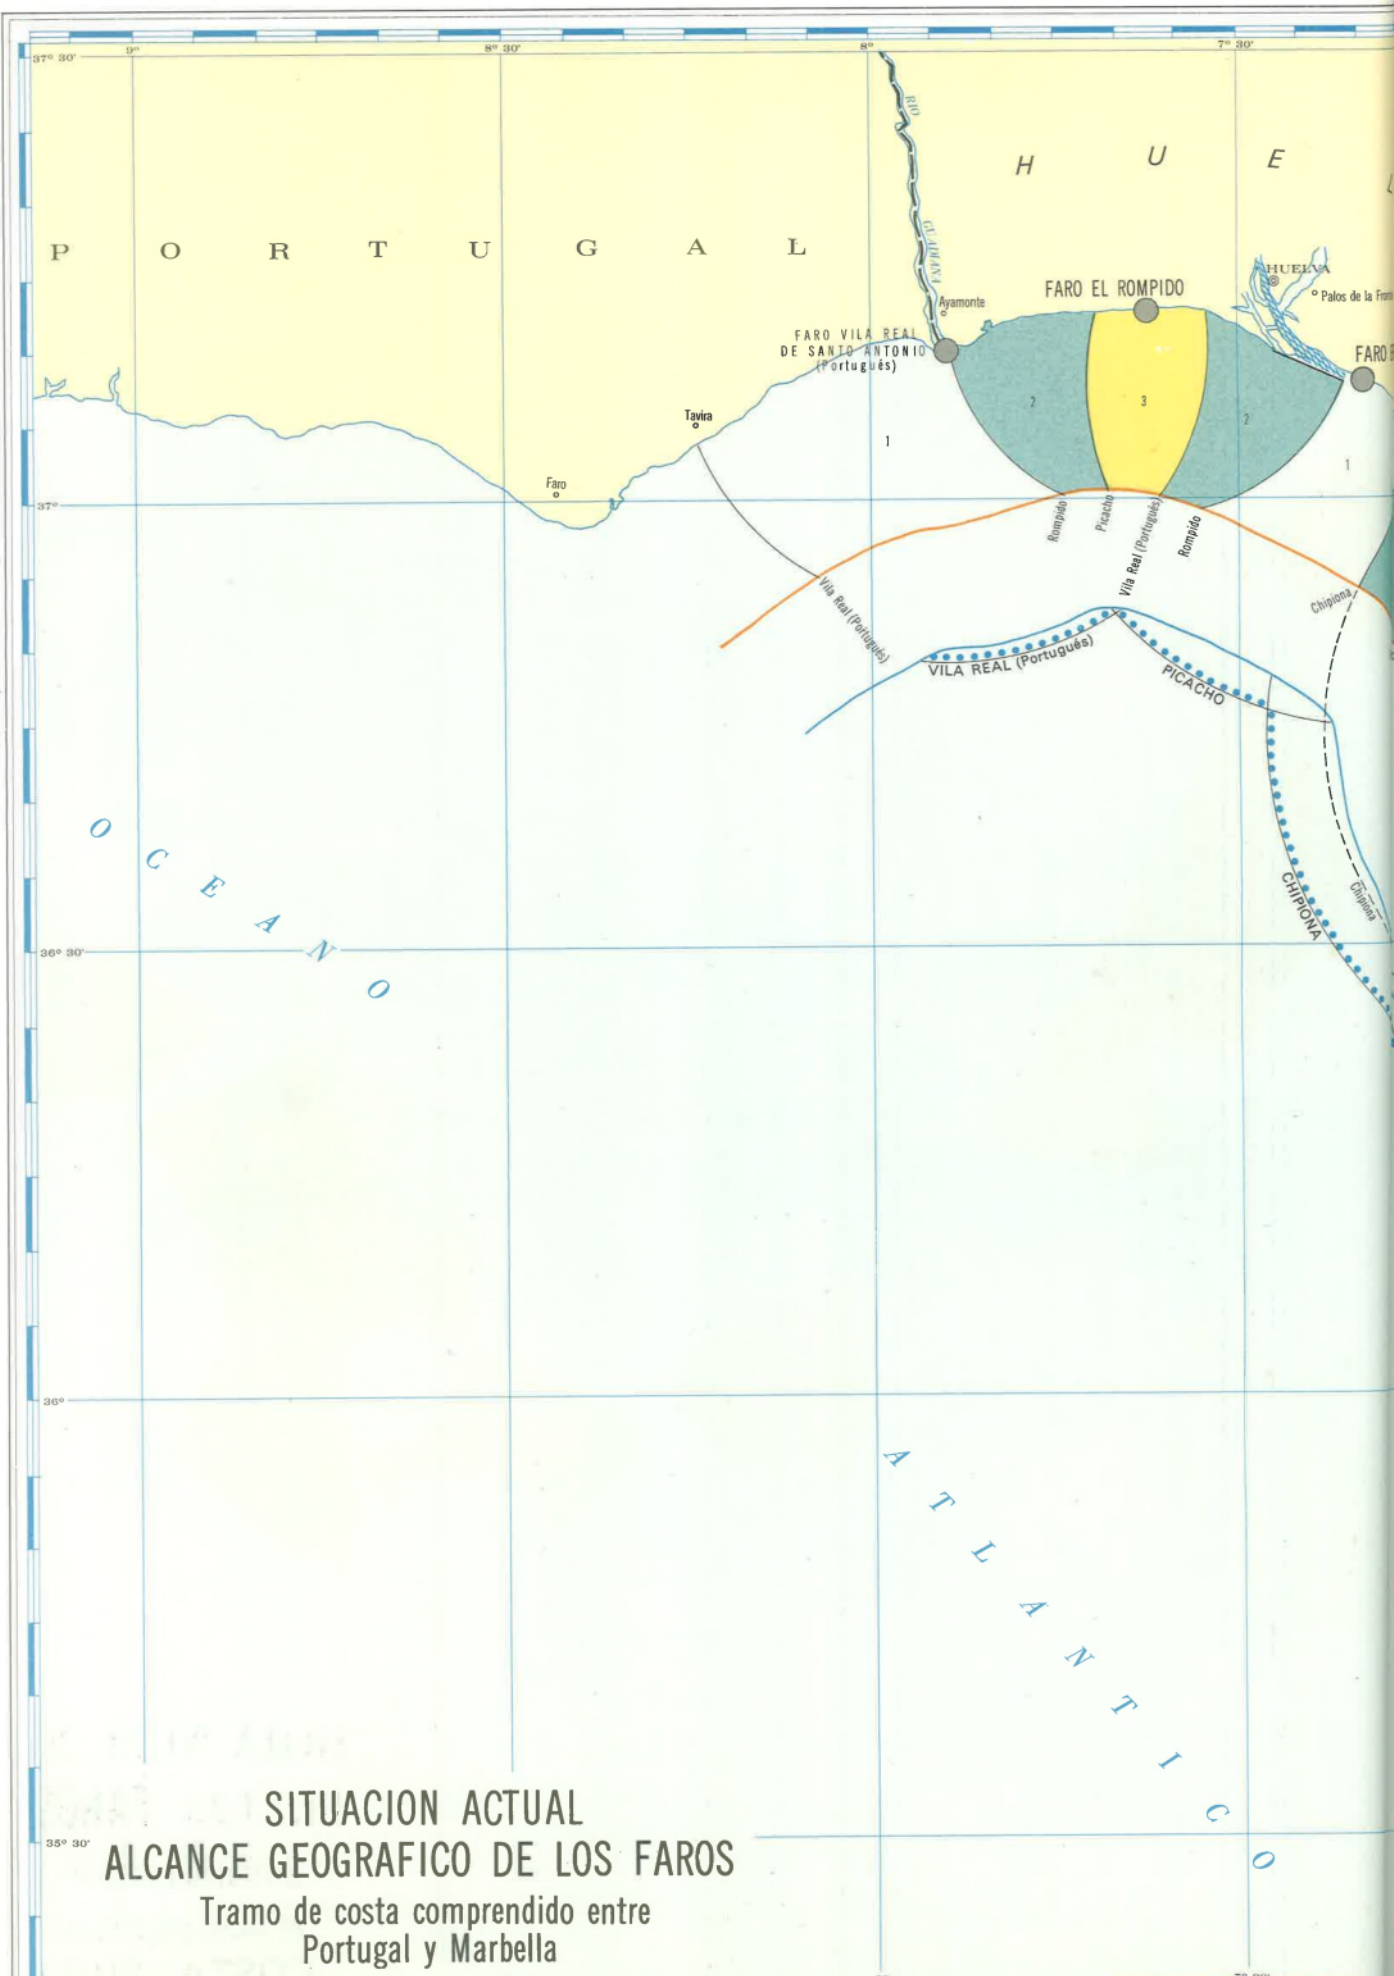 9° 8° 30' 8° 7° 30'
37° 30'
RIO
GUADIANA
H U E L
P O R T U G A L
HUELVA
Palos de la Fron
Ayamonte
FARO EL ROMPIDO
FARO VILA REAL
DE SANTO ANTONIO
(Portugués)
FARO
Tavira
1
2
3
2
1
Faro
37°
Rompido
Picacho
Vila Real (Portugués)
Rompido
Vila Real (Portugués)
Chipiona
VILA REAL (Portugués)
PICACHO
CHIPIONA
Chipiona
O C E A N O
36° 30'
36°
A T L A N T I C O
35° 30'
SITUACION ACTUAL
ALCANCE GEOGRAFICO DE LOS FAROS
Tramo de costa comprendido entre
Portugal y Marbella